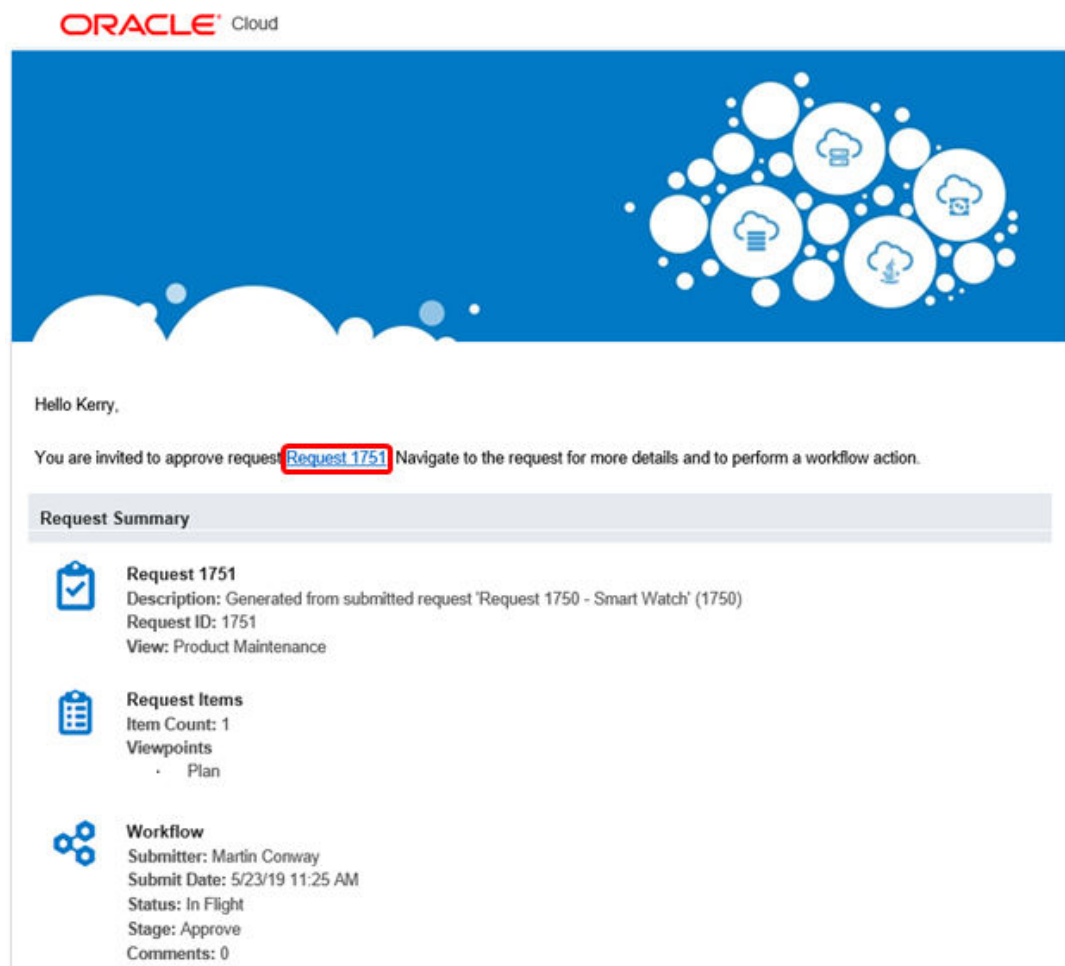 ORACLE® Cloud
Hello Kerry,
You are invited to approve request Request 1751 Navigate to the request for more details and to perform a workflow action.
Request Summary
Request 1751
Description: Generated from submitted request 'Request 1750 - Smart Watch' (1750)
Request ID: 1751
View: Product Maintenance
Request Items
Item Count: 1
Viewpoints
· Plan
Workflow
Submitter: Martin Conway
Submit Date: 5/23/19 11:25 AM
Status: In Flight
Stage: Approve
Comments: 0